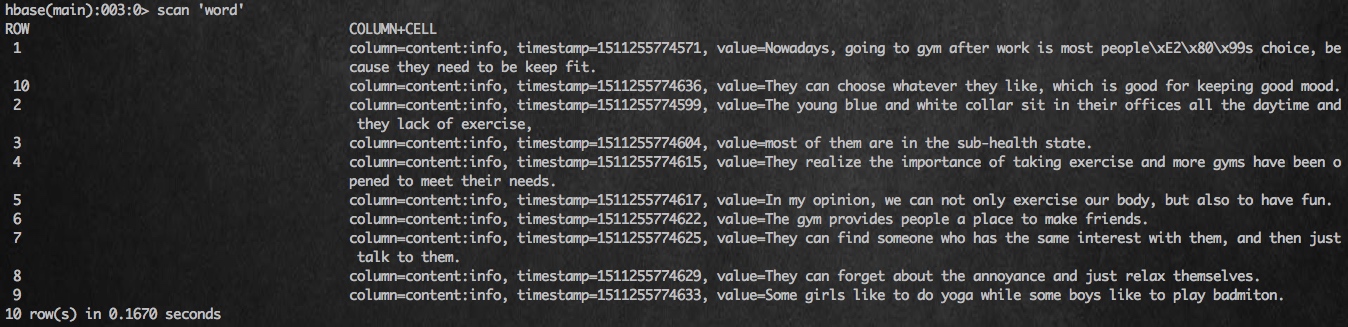 hbase(main):003:0> scan 'word'
ROW COLUMN+CELL
1 column=content:info, timestamp=1511255774571, value=Nowadays, going to gym after work is most people\xE2\x80\x99s choice, be
cause they need to be keep fit.
10 column=content:info, timestamp=1511255774636, value=They can choose whatever they like, which is good for keeping good mood.
2 column=content:info, timestamp=1511255774599, value=The young blue and white collar sit in their offices all the daytime and
they lack of exercise,
3 column=content:info, timestamp=1511255774604, value=most of them are in the sub-health state.
4 column=content:info, timestamp=1511255774615, value=They realize the importance of taking exercise and more gyms have been o
pened to meet their needs.
5 column=content:info, timestamp=1511255774617, value=In my opinion, we can not only exercise our body, but also to have fun.
6 column=content:info, timestamp=1511255774622, value=The gym provides people a place to make friends.
7 column=content:info, timestamp=1511255774625, value=They can find someone who has the same interest with them, and then just
talk to them.
8 column=content:info, timestamp=1511255774629, value=They can forget about the annoyance and just relax themselves.
9 column=content:info, timestamp=1511255774633, value=Some girls like to do yoga while some boys like to play badmiton.
10 row(s) in 0.1670 seconds